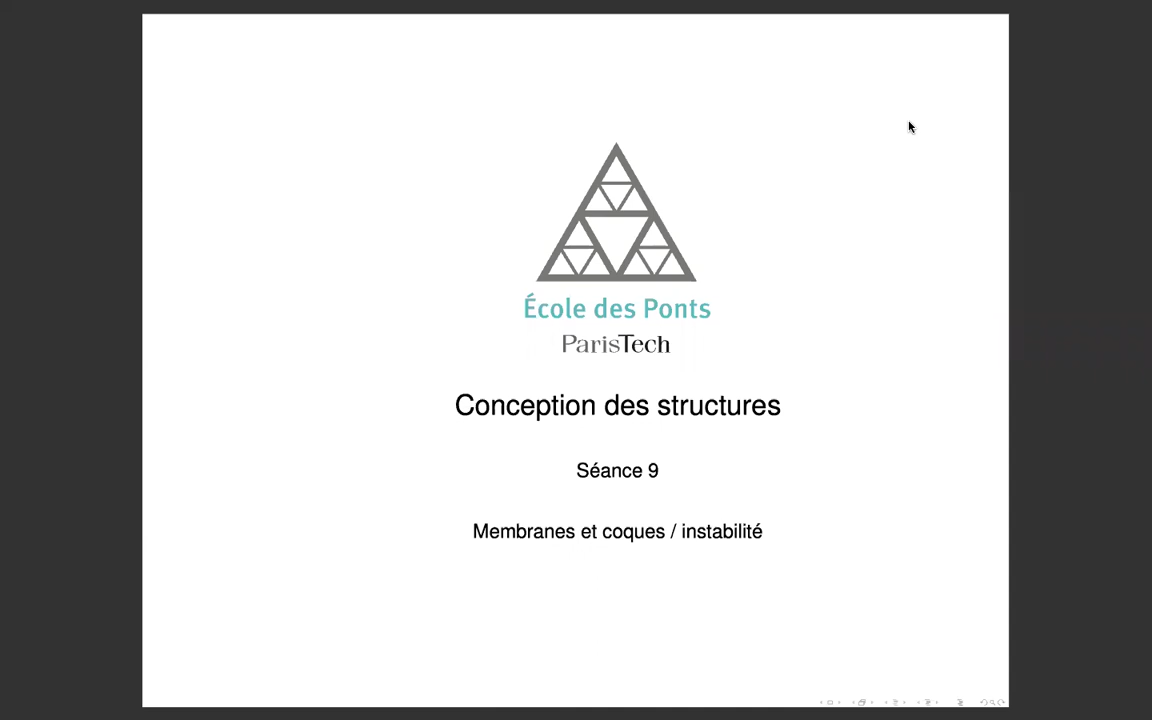 École des Ponts
ParisTech
Conception des structures
Séance 9
Membranes et coques / instabilité